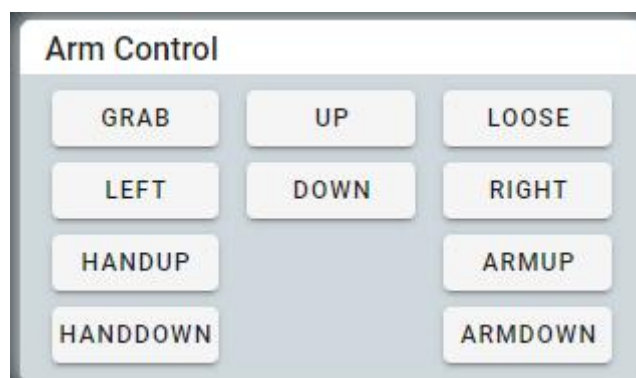 Arm Control
GRAB UP LOOSE
LEFT DOWN RIGHT
HANDUP ARMUP
HANDDOWN ARMDOWN